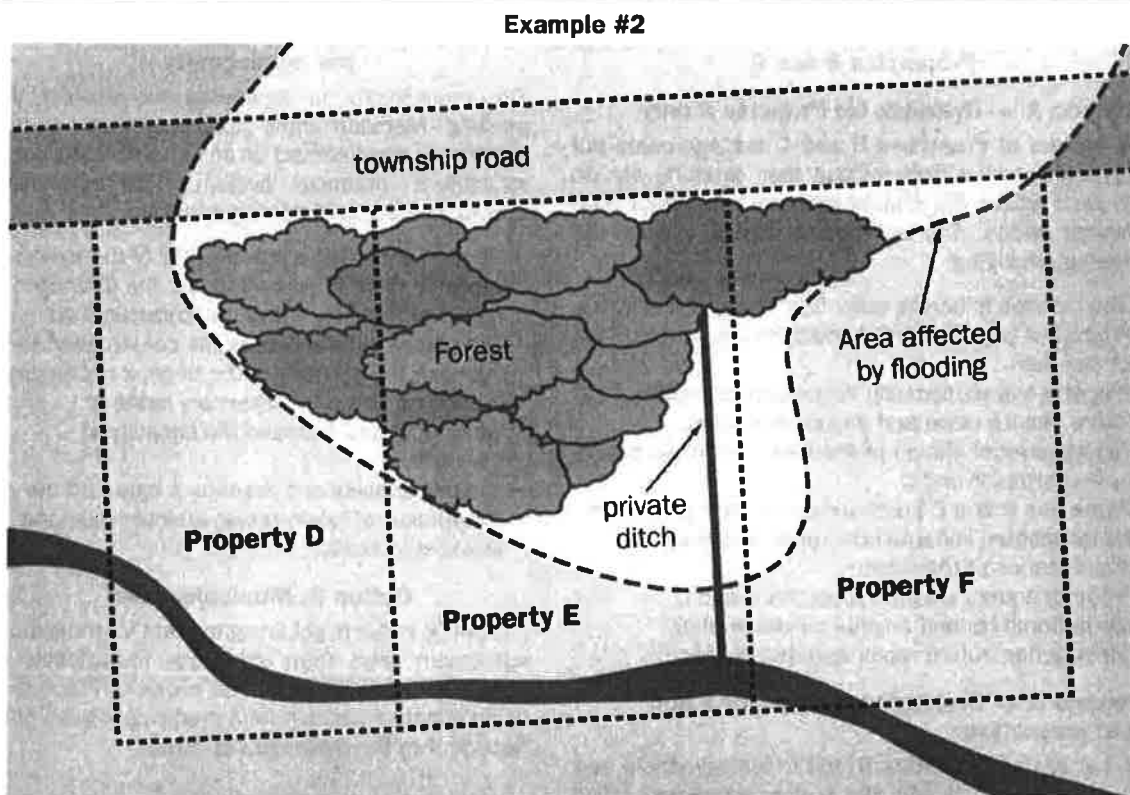 Example #2
township road
Forest
Area affected
by flooding
private
ditch
Property D
Property E
Property F